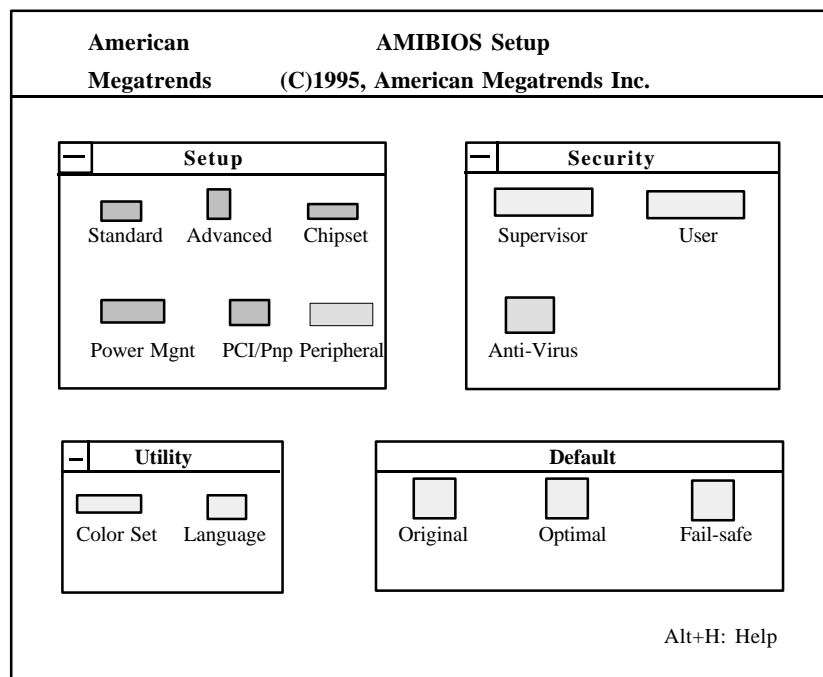 American AMIBIOS Setup
Megatrends (C)1995, American Megatrends Inc.
Setup
Standard Advanced Chipset
Power Mgnt PCI/Pnp Peripheral
Security
Supervisor User
Anti-Virus
Utility
Color Set Language
Default
Original Optimal Fail-safe
Alt+H: Help